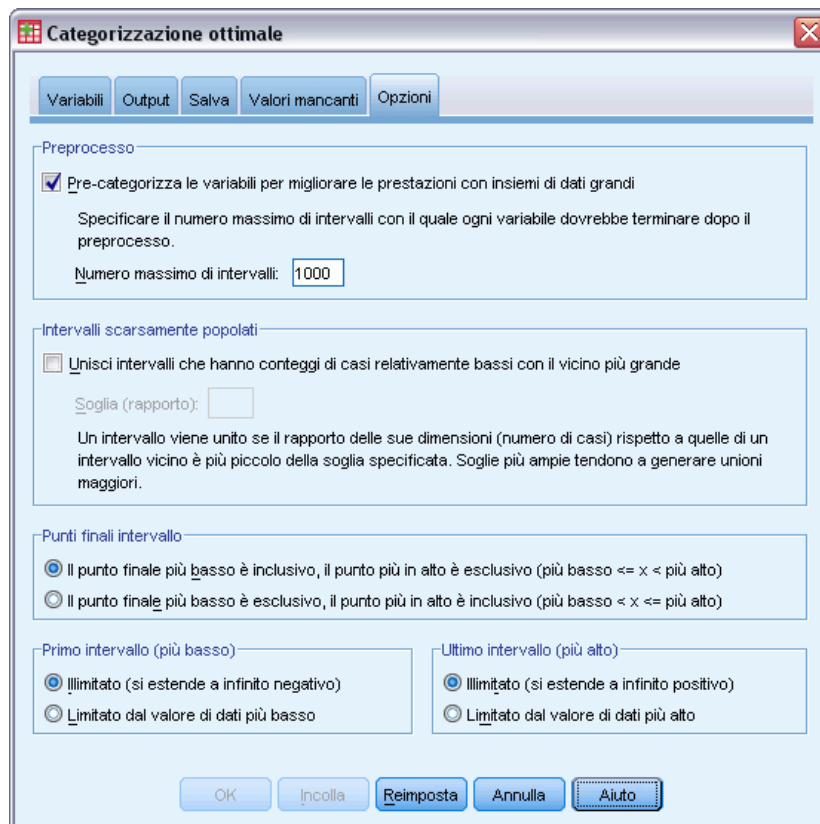 Categorizzazione ottimale
Variabili Output Salva Valori mancanti Opzioni
Preprocesso
Pre-categorizza le variabili per migliorare le prestazioni con insiemi di dati grandi
Specificare il numero massimo di intervalli con il quale ogni variabile dovrebbe terminare dopo il
preprocesso.
Numero massimo di intervalli: 1000
Intervalli scarsamente popolati
Unisci intervalli che hanno conteggi di casi relativamente bassi con il vicino più grande
Soglia (rapporto):
Un intervallo viene unito se il rapporto delle sue dimensioni (numero di casi) rispetto a quelle di un
intervallo vicino è più piccolo della soglia specificata. Soglie più ampie tendono a generare unioni
maggiori.
Punti finali intervallo
Il punto finale più basso è inclusivo, il punto più in alto è esclusivo (più basso <= x < più alto)
Il punto finale più basso è esclusivo, il punto più in alto è inclusivo (più basso < x <= più alto)
Primo intervallo (più basso)
Illimitato (si estende a infinito negativo)
Limitato dal valore di dati più basso
Ultimo intervallo (più alto)
Illimitato (si estende a infinito positivo)
Limitato dal valore di dati più alto
OK Incolla Reimposta Annulla Aiuto